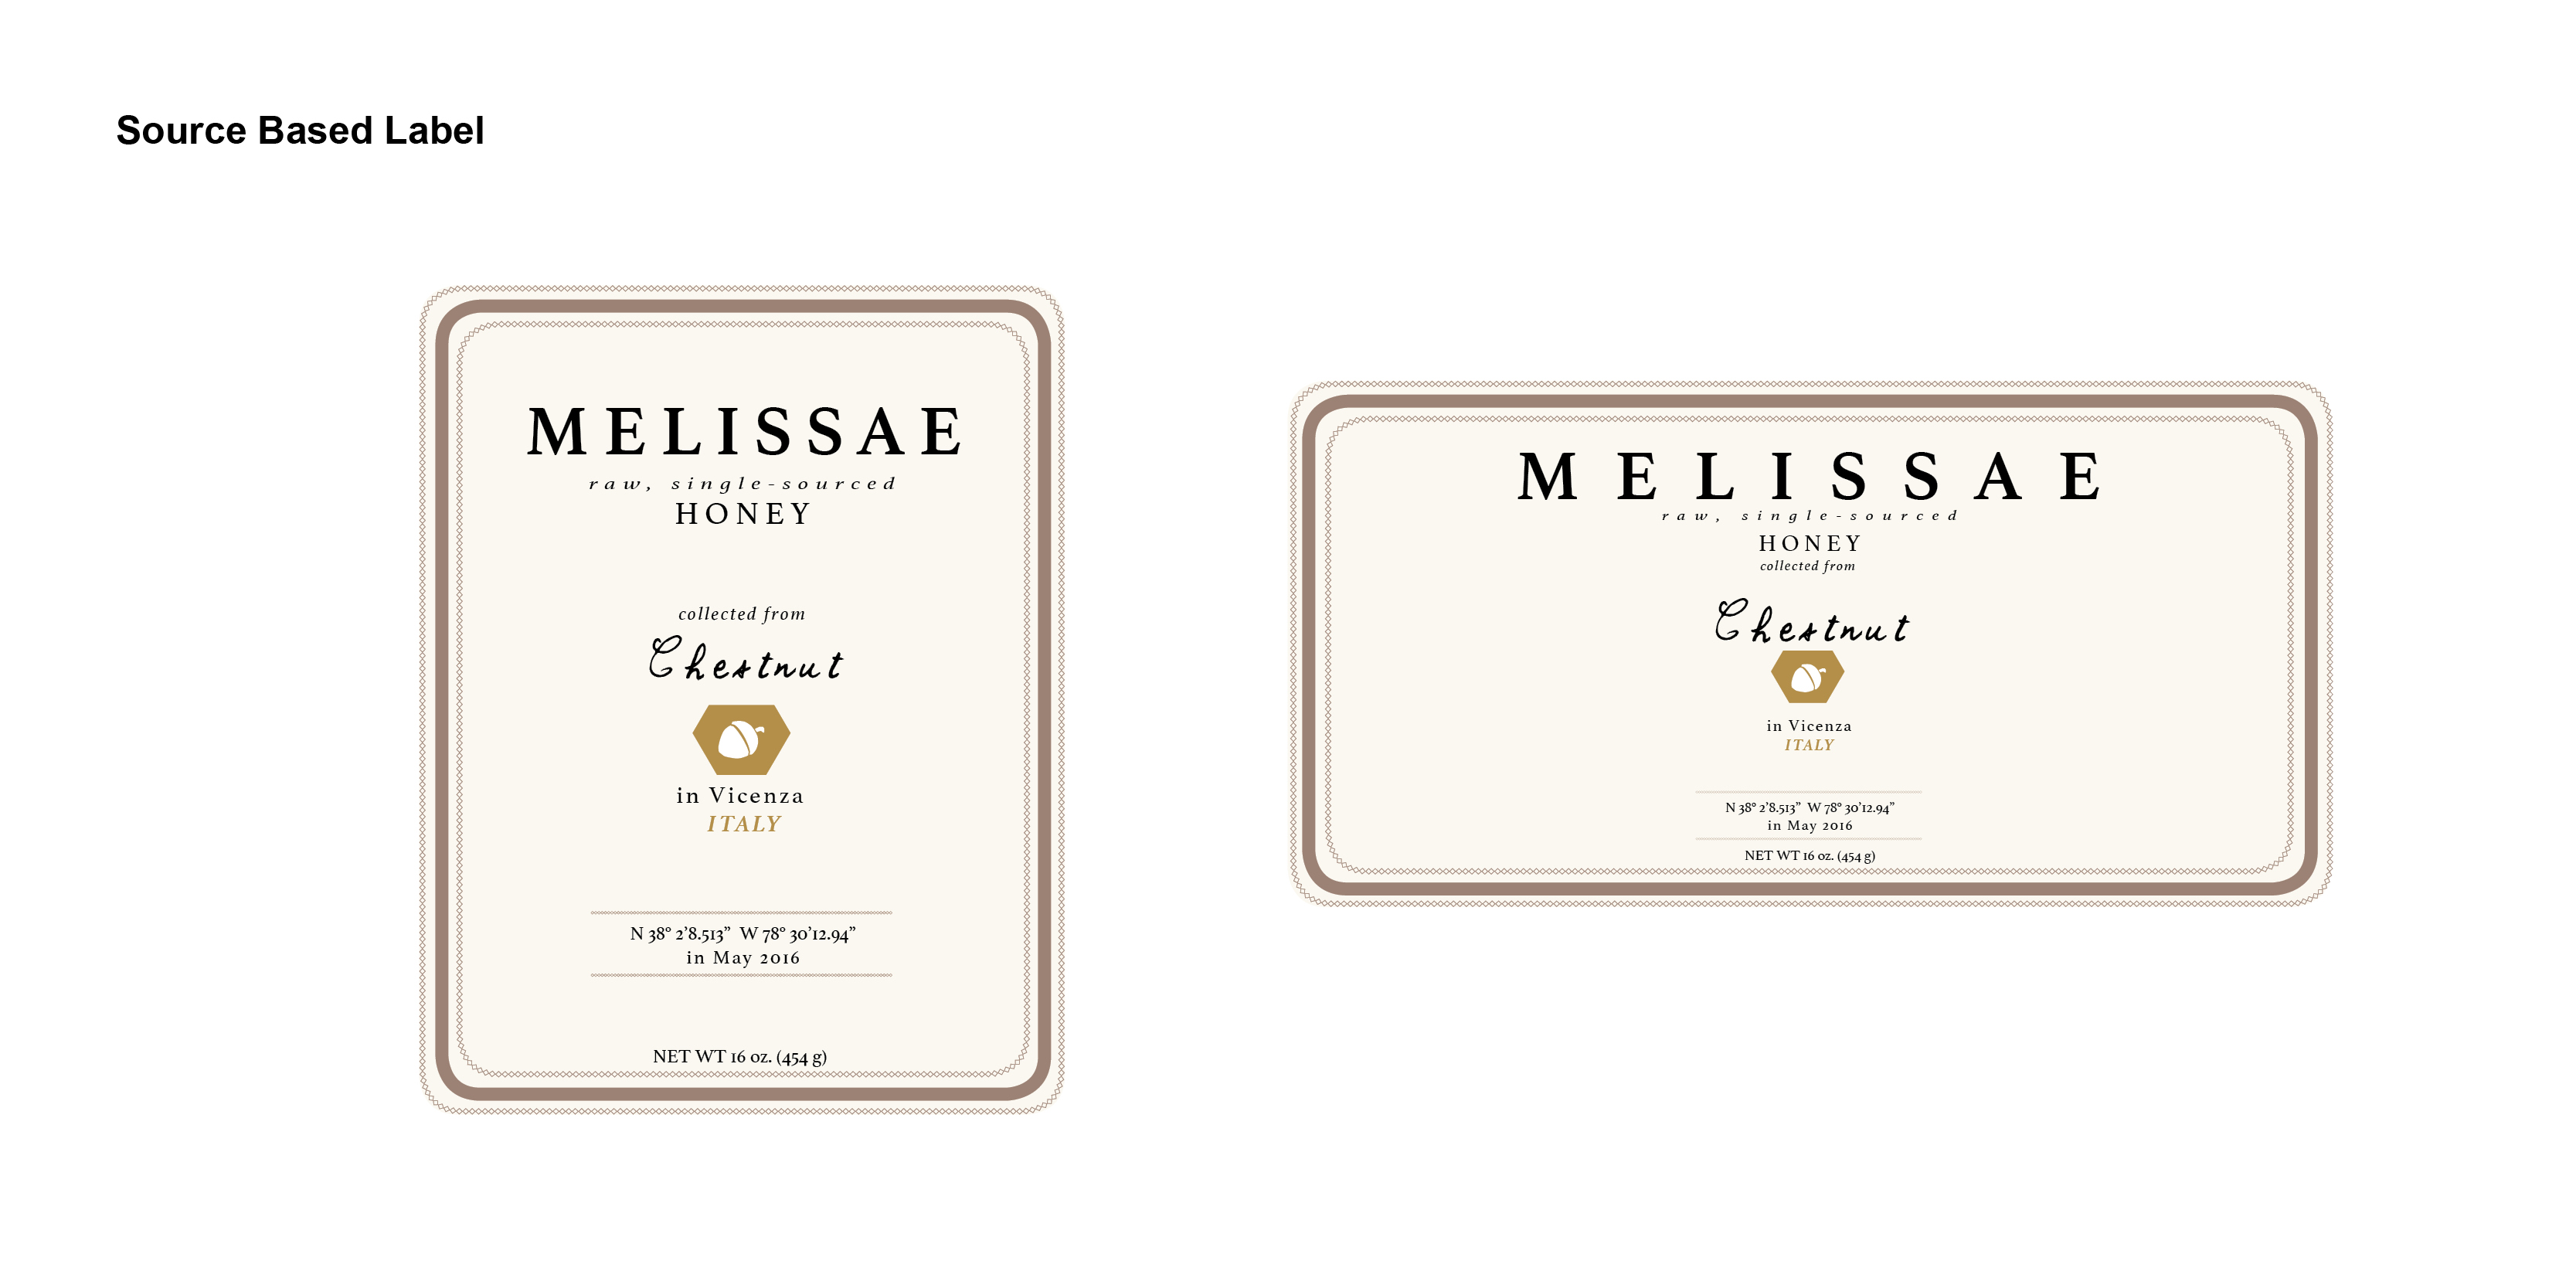 Source Based Label
MELISSAE
raw, single-sourced
HONEY
collected from
Chestnut
in Vicenza
ITALY
N 38° 2’8.513” W 78° 30’12.94”
in May 2016
NET WT 16 oz. (454 g)
MELISSAE
raw, single-sourced
HONEY
collected from
Chestnut
in Vicenza
ITALY
N 38° 2’8.513” W 78° 30’12.94”
in May 2016
NET WT 16 oz. (454 g)